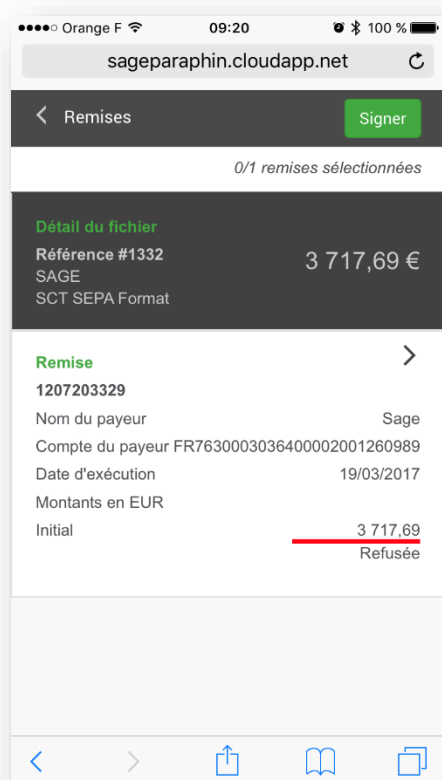 Orange F 09:20 100 %
sageparaphin.cloudapp.net
Remises Signer
0/1 remises sélectionnées
Détail du fichier
Référence #1332
3 717,69 €
SAGE
SCT SEPA Format
Remise
1207203329
Nom du payeur Sage
Compte du payeur FR7630003036400002001260989
Date d'exécution 19/03/2017
Montants en EUR
Initial 3 717,69
Refusée